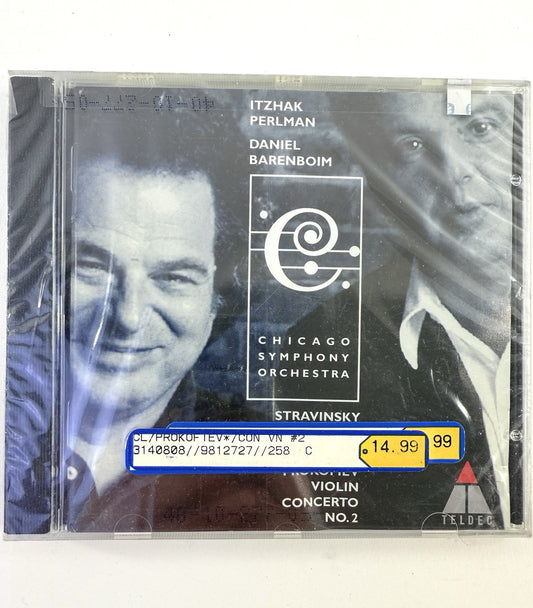 ITZHAK
PERLMAN
DANIEL
BARENBOIM
CHICAGO
SYMPHONY
ORCHESTRA
STRAVINSKY
CL/PROKOFIEV*/CON VN #2
3140808//9812727//258 C
14.99
99
PROKOFIEV
VIOLIN
CONCERTO
NO.2
TELDEC